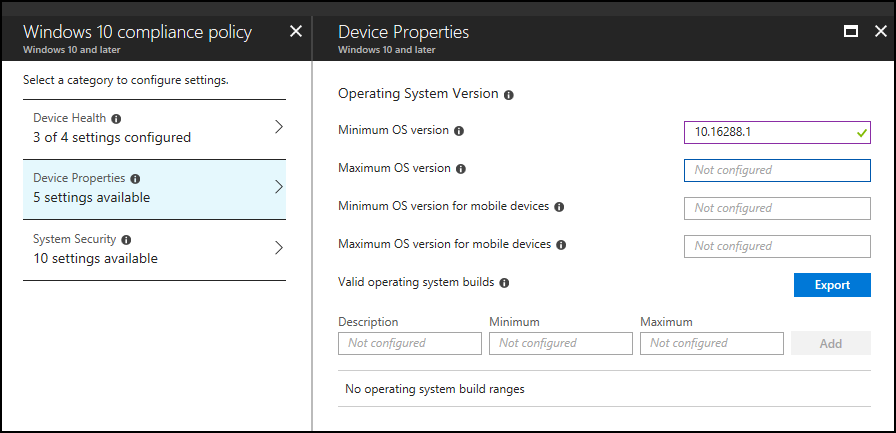 Windows 10 compliance policy
Windows 10 and later
Select a category to configure settings.
Device Health
3 of 4 settings configured
Device Properties
5 settings available
System Security
10 settings available
Device Properties
Windows 10 and later
Operating System Version
Minimum OS version
10.16288.1
Maximum OS version
Not configured
Minimum OS version for mobile devices
Not configured
Maximum OS version for mobile devices
Not configured
Valid operating system builds
Export
Description Minimum Maximum
Not configured Not configured Not configured Add
No operating system build ranges